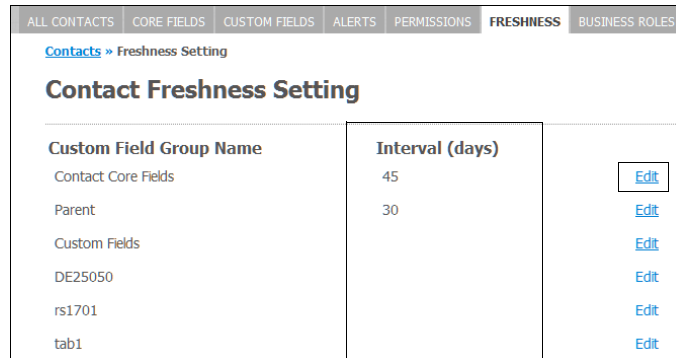 ALL CONTACTS CORE FIELDS CUSTOM FIELDS ALERTS PERMISSIONS FRESHNESS BUSINESS ROLES
Contacts » Freshness Setting
Contact Freshness Setting
Custom Field Group Name Interval (days)
Contact Core Fields 45 Edit
Parent 30 Edit
Custom Fields Edit
DE25050 Edit
rs1701 Edit
tab1 Edit